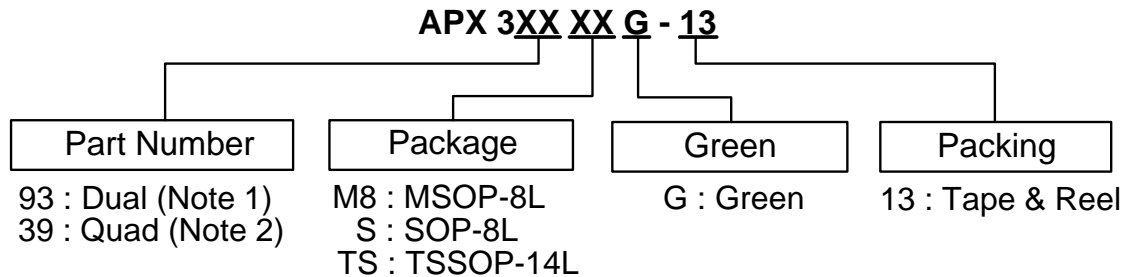 APX 3XX XX G - 13
Part Number
Package
Green
Packing
93 : Dual (Note 1)
39 : Quad (Note 2)
M8 : MSOP-8L
S : SOP-8L
TS : TSSOP-14L
G : Green
13 : Tape & Reel